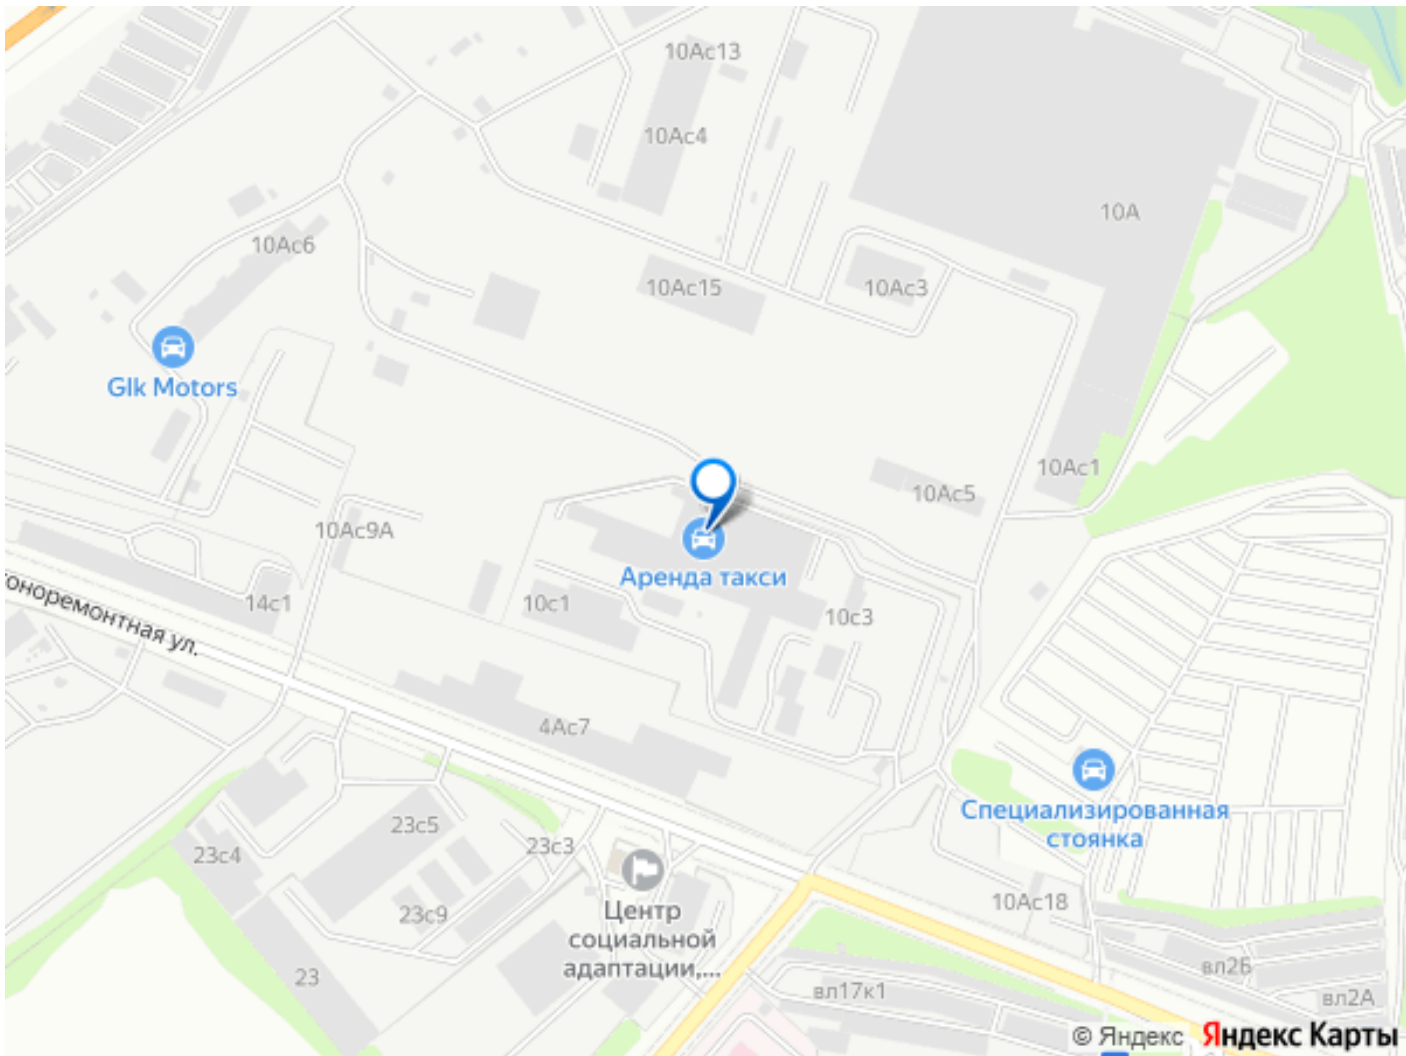 10Ас13
10Ас4
10А
10Ас6
10Ас15
10Ас3
Glk Motors
10Ас1
10Ас5
10Ас9А
Аренда такси
14с1
10с1
10с3
гоноремонтная ул.
4Ас7
Специализированная
стоянка
23с5
23с4
23с3
10Ас18
23с9
Центр
социальной
адаптации,...
23
вл2Б
вл17к1
вл2А
© Яндекс Яндекс Карты